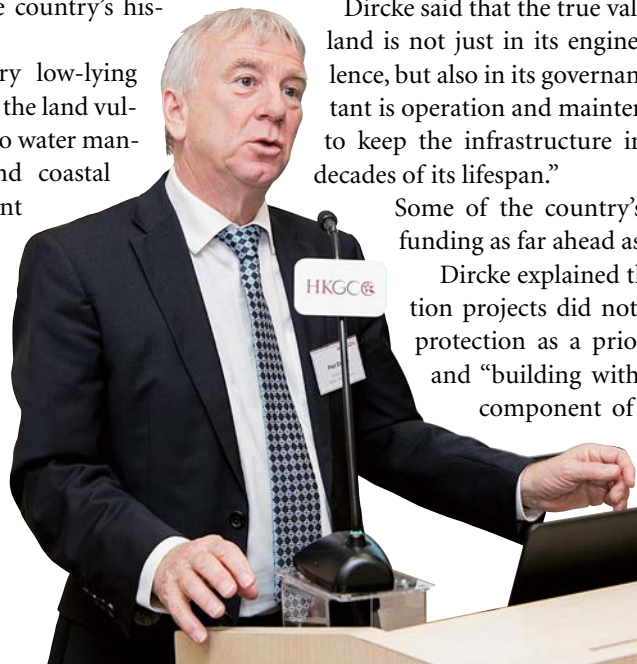 e country's his-
ry low-lying
the land vul-
o water man-
nd coastal
nt
Dircke said that the true val
land is not just in its engine
lence, but also in its governan
tant is operation and mainten
to keep the infrastructure in
decades of its lifespan.”
Some of the country's
funding as far ahead as
Dircke explained th
tion projects did not
protection as a prio
and “building with
component of
HKGCC
Piet